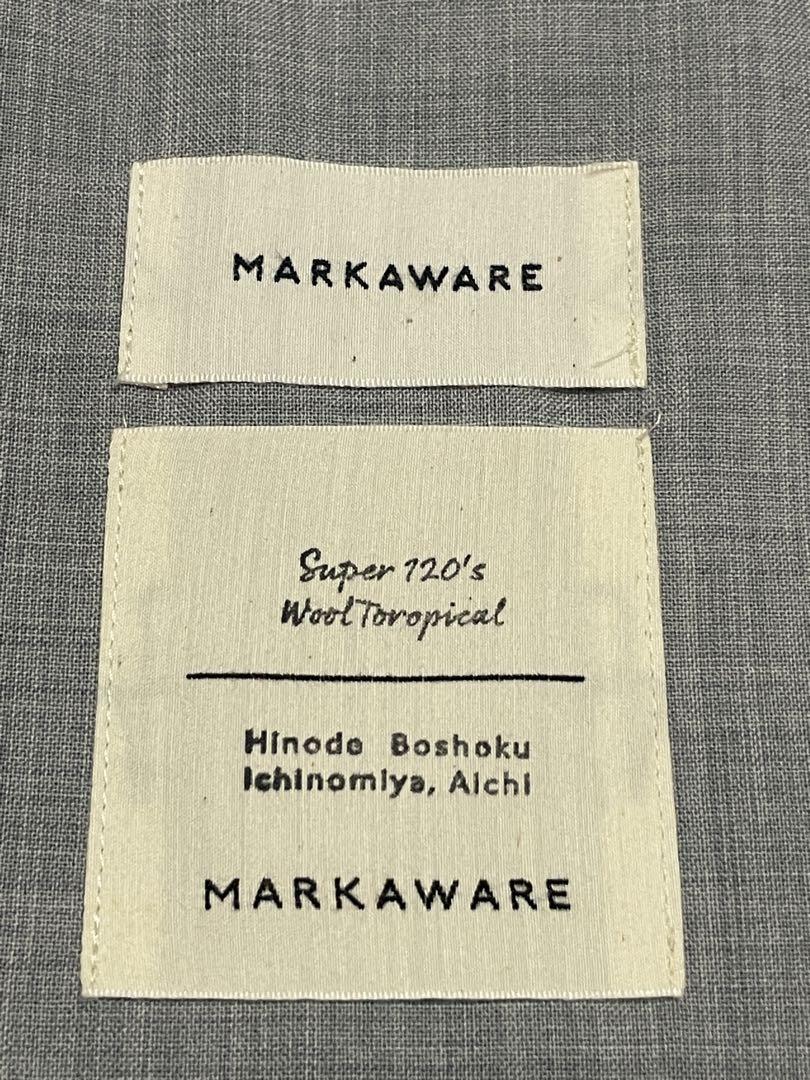 MARKAWARE
Super 120's
Wool Toropical
Hinode Boshoku
Ichinomiya, Aichi
MARKAWARE